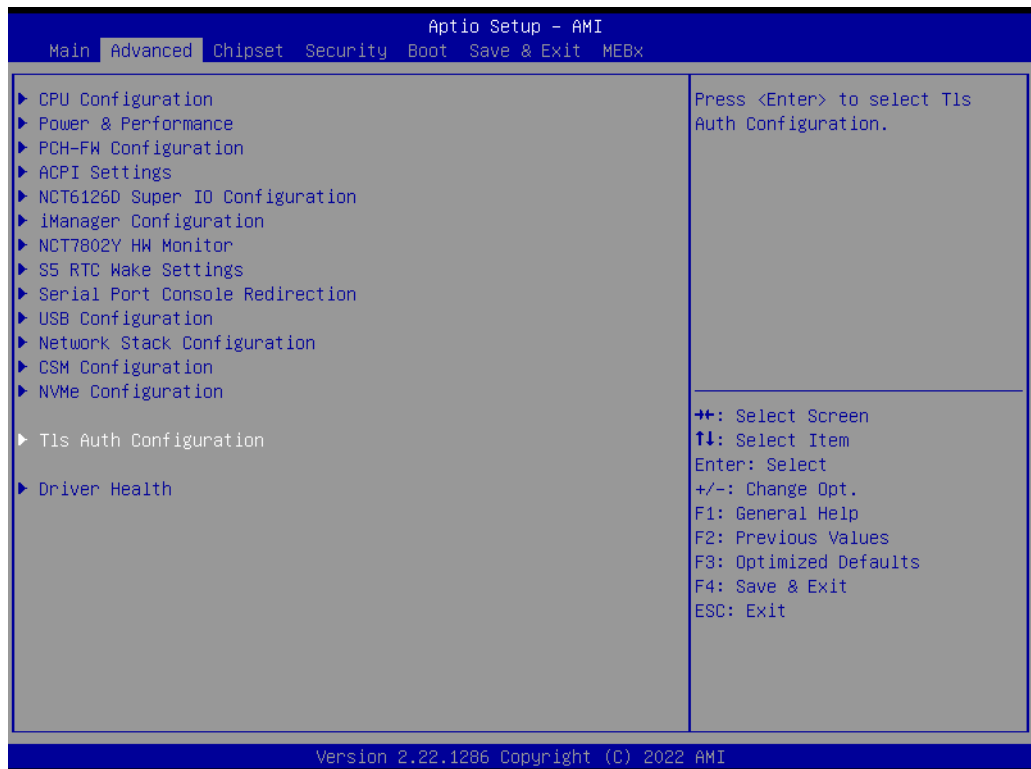 Aptio Setup – AMI
Main Advanced Chipset Security Boot Save & Exit MEBx
▶ CPU Configuration
▶ Power & Performance
▶ PCH-FW Configuration
▶ ACPI Settings
▶ NCT6126D Super IO Configuration
▶ iManager Configuration
▶ NCT7802Y HW Monitor
▶ S5 RTC Wake Settings
▶ Serial Port Console Redirection
▶ USB Configuration
▶ Network Stack Configuration
▶ CSM Configuration
▶ NVMe Configuration
▶ Tls Auth Configuration
▶ Driver Health
Press <Enter> to select Tls
Auth Configuration.
→←: Select Screen
↑↓: Select Item
Enter: Select
+/-: Change Opt.
F1: General Help
F2: Previous Values
F3: Optimized Defaults
F4: Save & Exit
ESC: Exit
Version 2.22.1286 Copyright (C) 2022 AMI